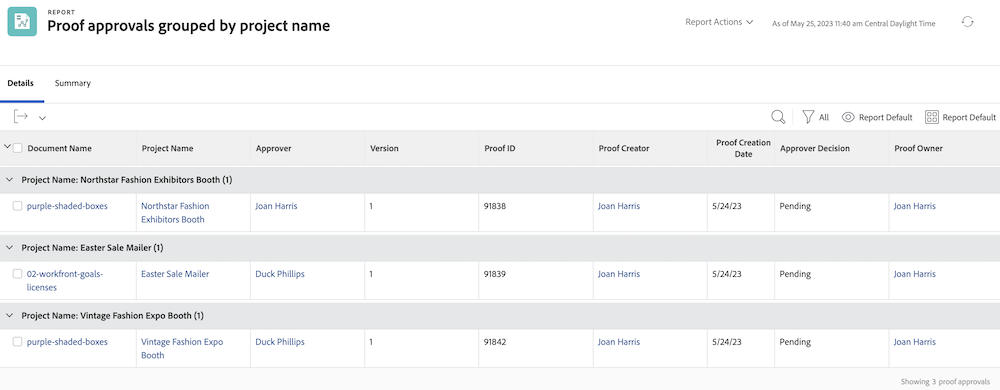 REPORT
Proof approvals grouped by project name
Report Actions
As of May 25, 2023 11:40 am Central Daylight Time
Details Summary
All Report Default Report Default
Document Name Project Name Approver Version Proof ID Proof Creator Proof Creation Date Approver Decision Proof Owner
Project Name: Northstar Fashion Exhibitors Booth (1)
purple-shaded-boxes Northstar Fashion Joan Harris 1 91838 Joan Harris 5/24/23 Pending Joan Harris
Exhibitors Booth
Project Name: Easter Sale Mailer (1)
02-workfront-goals- Easter Sale Mailer Duck Phillips 1 91839 Joan Harris 5/24/23 Pending Joan Harris
licenses
Project Name: Vintage Fashion Expo Booth (1)
purple-shaded-boxes Vintage Fashion Expo Duck Phillips 1 91842 Joan Harris 5/24/23 Pending Joan Harris
Booth
Showing 3 proof approvals